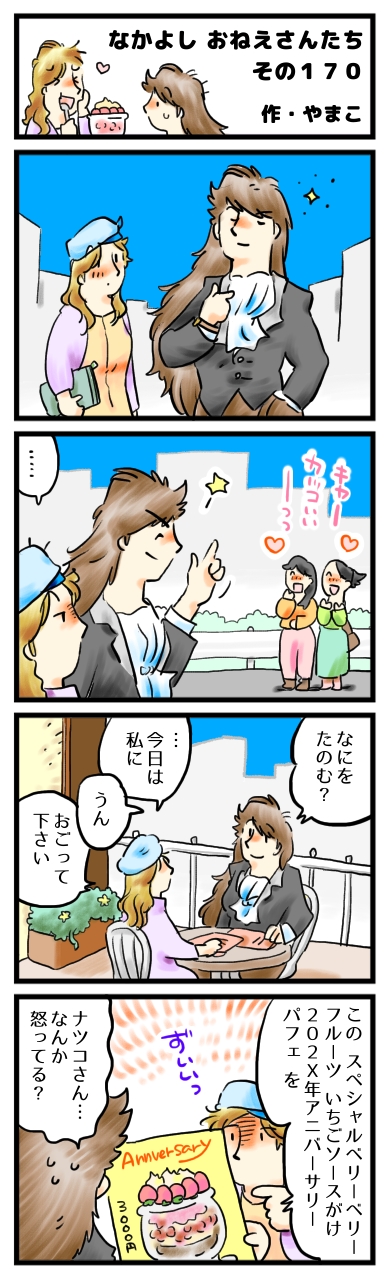 なかよし おねえさんたち
その170
作・やまこ
キャー
カッコいい
ーっっ
……
なにを
たのむ?
…
今日は
私に
うん
おごって
下さい
この スペシャルベリーベリー
フルーツ いちごソースがけ
202X年アニバーサリー
パフェ を
ずいいっ
Anniversary
3000円
ナツコさん…
なんか
怒ってる?